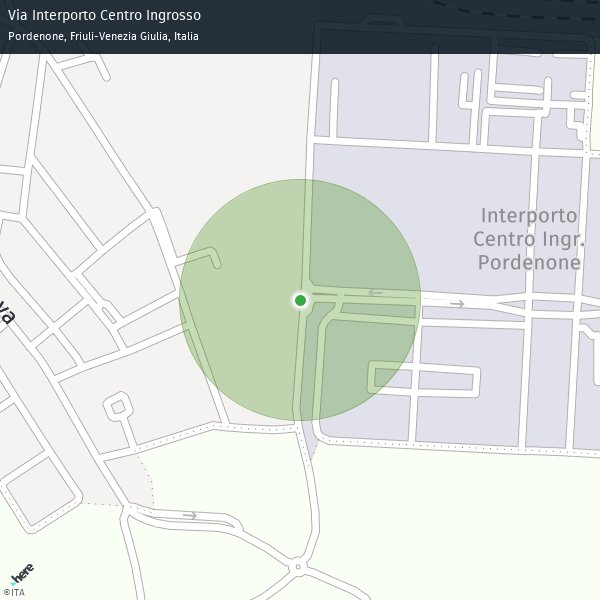 Via Interporto Centro Ingrosso
Pordenone, Friuli-Venezia Giulia, Italia
Interporto
Centro Ingr.
Pordenone
va
here
©ITA